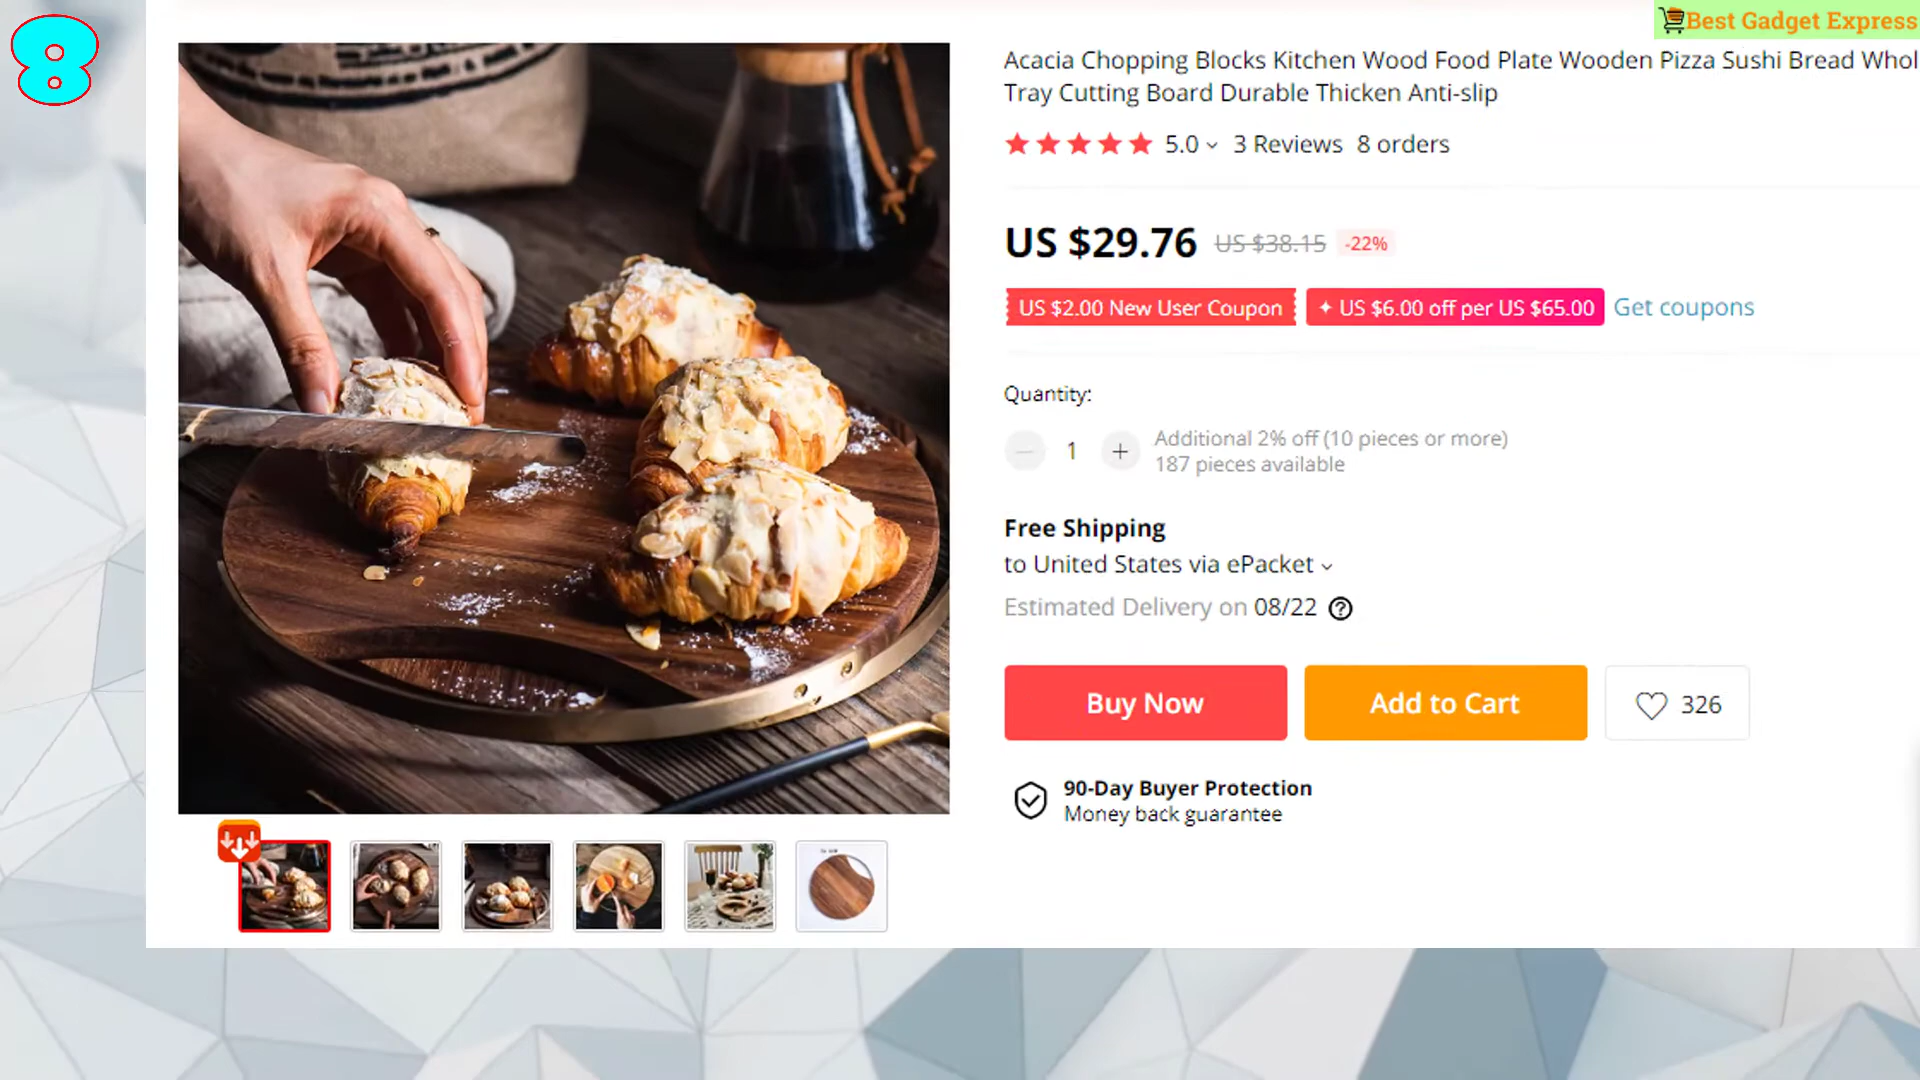 8
Best Gadget Express
Acacia Chopping Blocks Kitchen Wood Food Plate Wooden Pizza Sushi Bread Whol
Tray Cutting Board Durable Thicken Anti-slip
5.0 3 Reviews 8 orders
US $29.76 US $38.15 -22%
US $2.00 New User Coupon US $6.00 off per US $65.00 Get coupons
Quantity:
1
Additional 2% off (10 pieces or more)
187 pieces available
Free Shipping
to United States via ePacket
Estimated Delivery on 08/22
Buy Now
Add to Cart
326
90-Day Buyer Protection
Money back guarantee